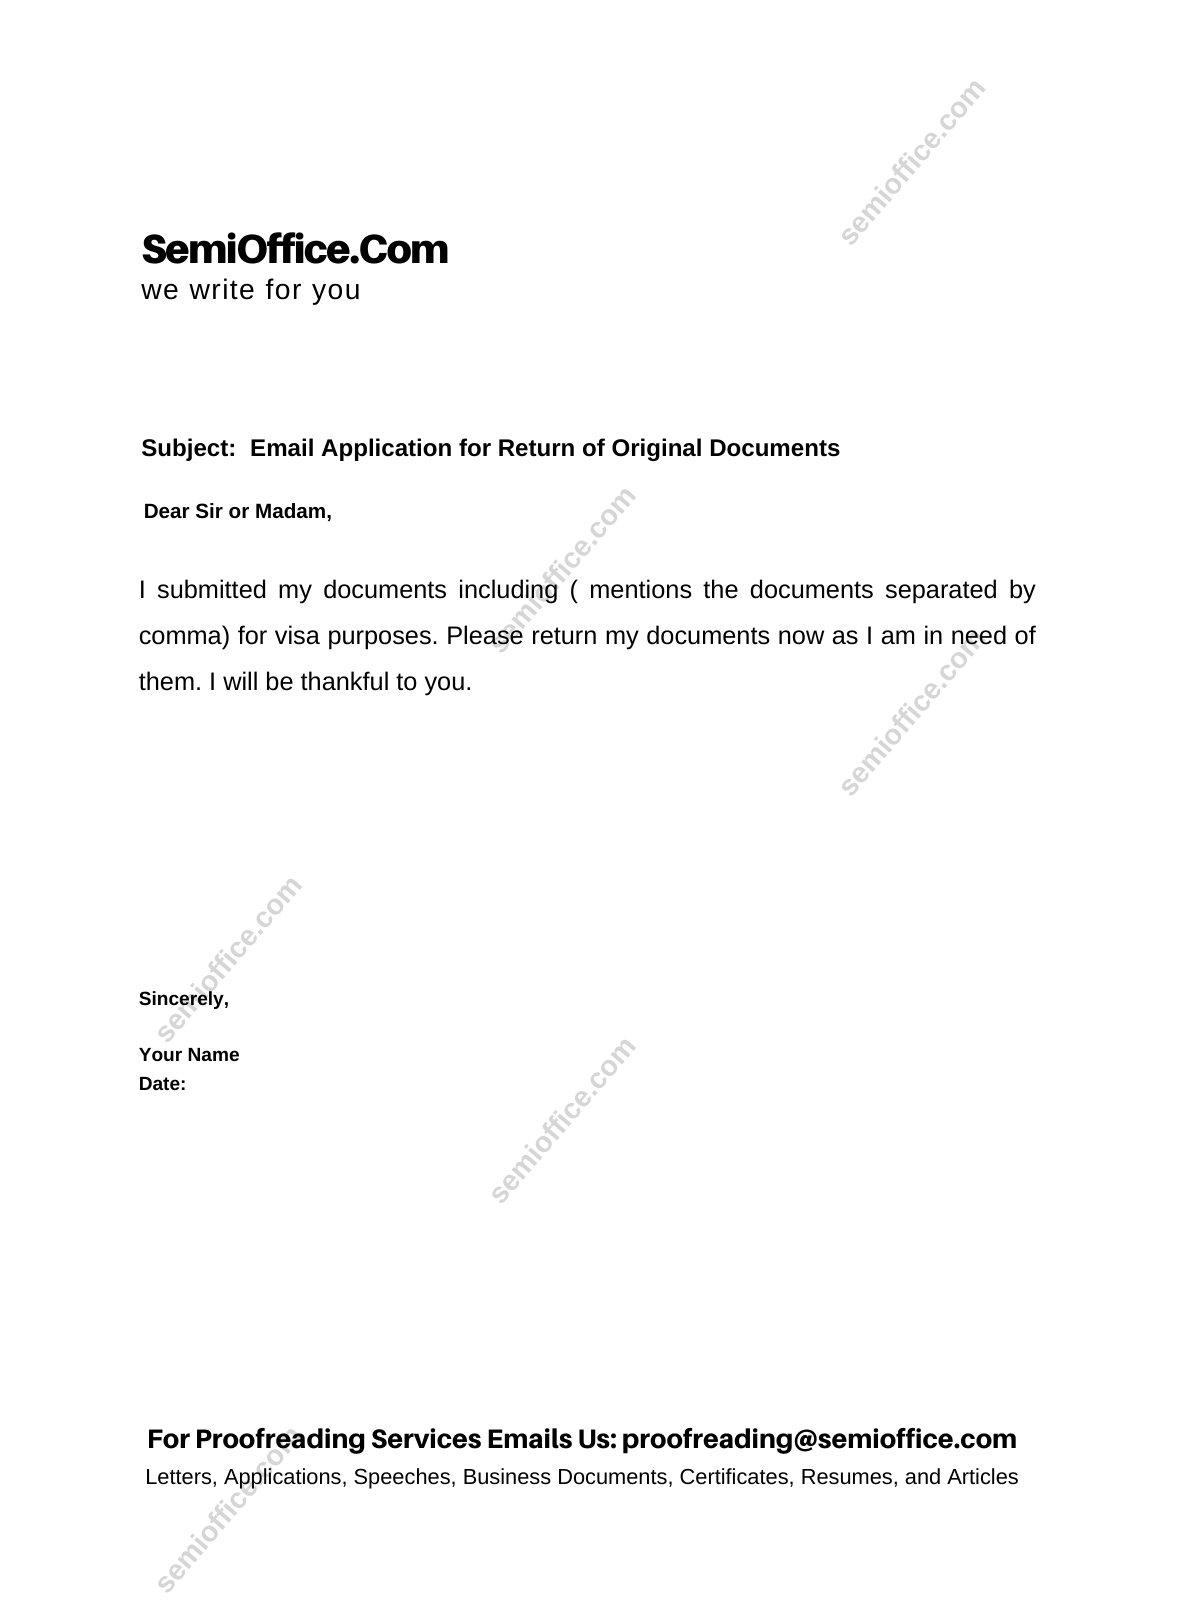 semioffice.com
SemiOffice.Com
we write for you
Subject:  Email Application for Return of Original Documents
Dear Sir or Madam,
semioffice.com
I submitted my documents including ( mentions the documents separated by
comma) for visa purposes. Please return my documents now as I am in need of
them. I will be thankful to you.
semioffice.com
semioffice.com
Sincerely,
Your Name
Date:
semioffice.com
For Proofreading Services Emails Us: proofreading@semioffice.com
Letters, Applications, Speeches, Business Documents, Certificates, Resumes, and Articles
semioffice.com